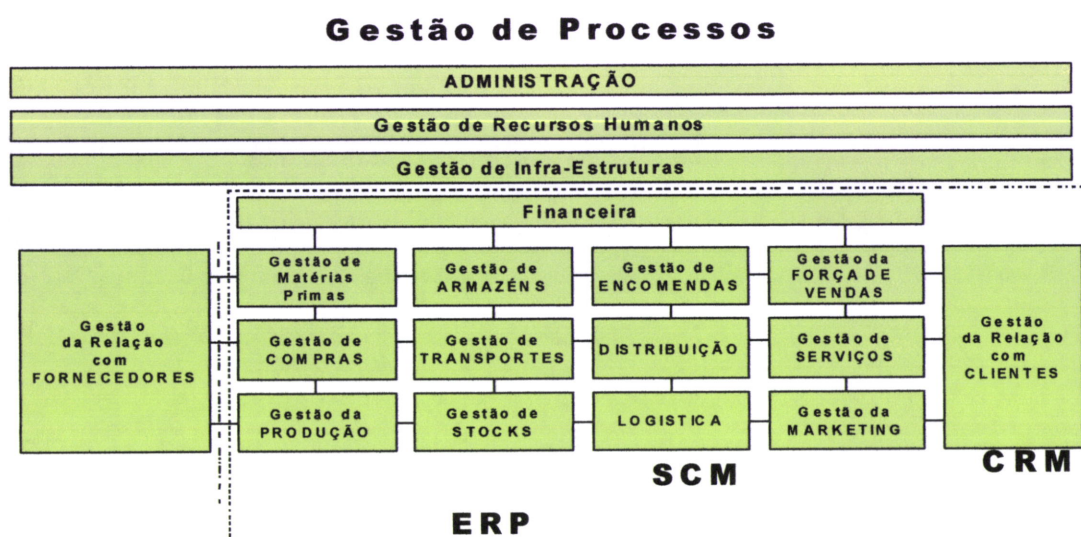 Gestão de Processos
ADMINISTRAÇÃO
Gestão de Recursos Humanos
Gestão de Infra-Estruturas
Financeira
Gestão
da Relação
com
FORNECEDORES
Gestão de
Matérias
Primas
Gestão de
ARMAZÉNS
Gestão de
ENCOMENDAS
Gestão da
FORÇA DE
VENDAS
Gestão de
COMPRAS
Gestão de
TRANSPORTES
DISTRIBUIÇÃO
Gestão de
SERVIÇOS
Gestão da
PRODUÇÃO
Gestão de
STOCKS
LOGISTICA
Gestão da
MARKETING
Gestão
da Relação
com
CLIENTES
SCM
CRM
ERP